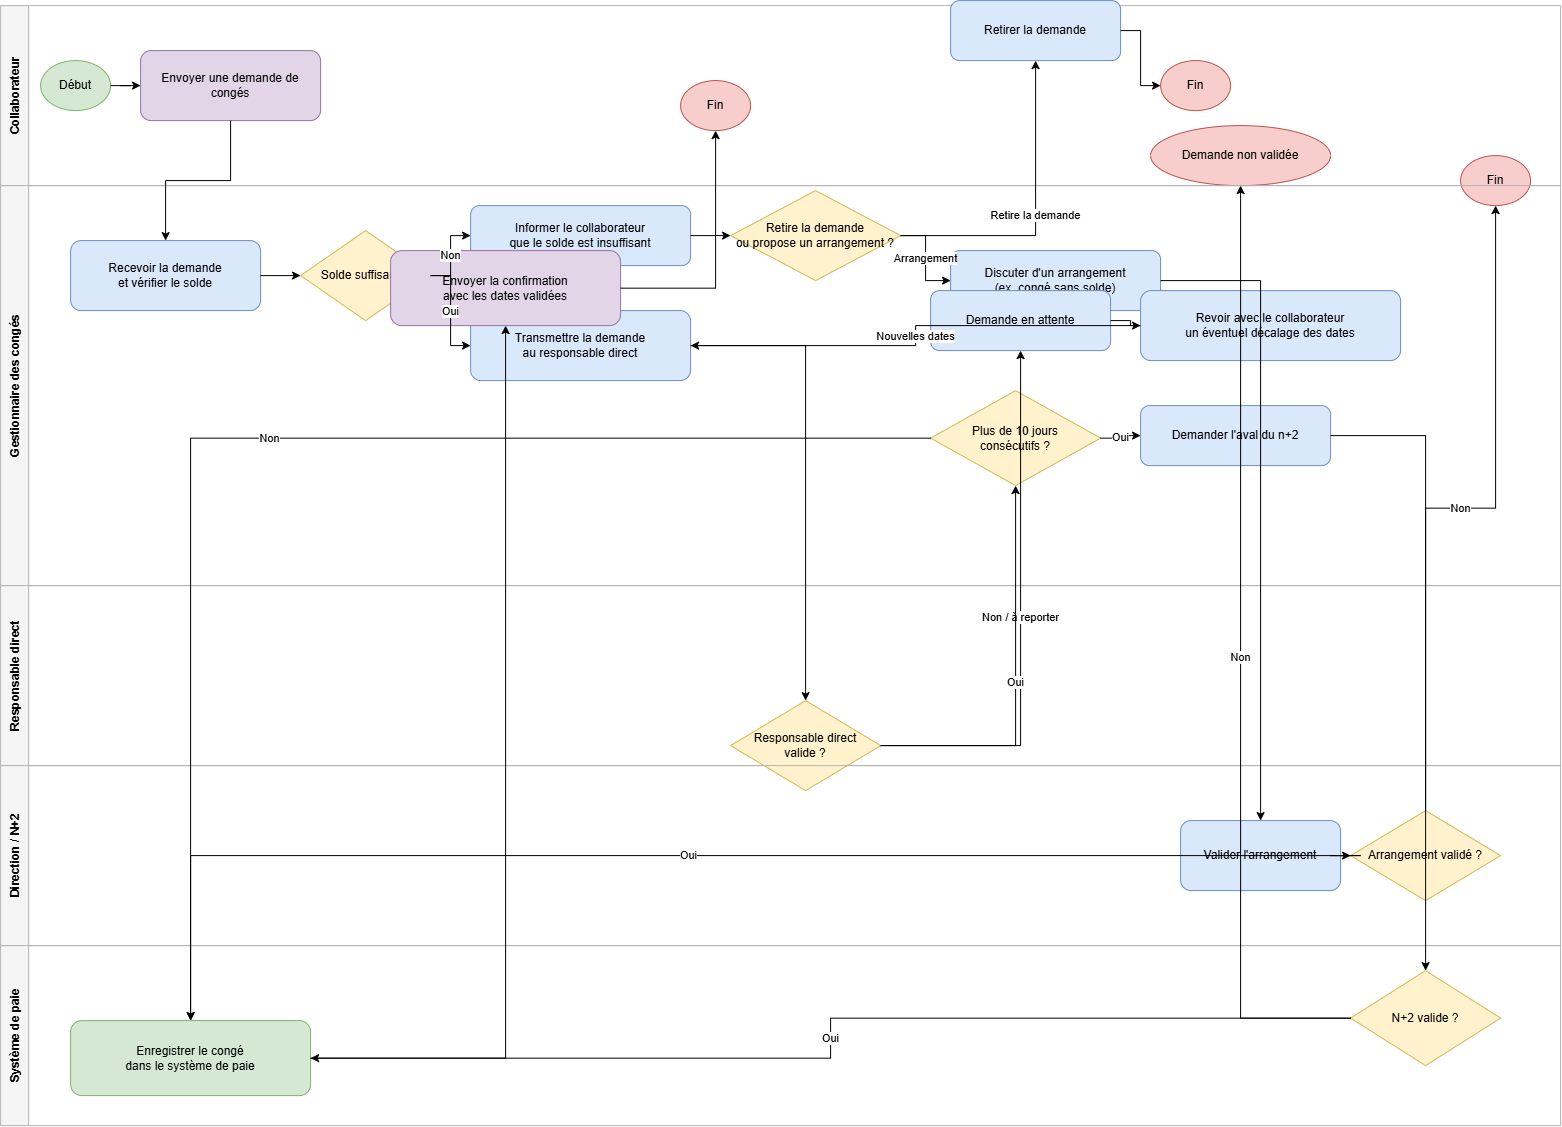 Collaborateur
Début
Envoyer une demande de
congés
Fin
Retirer la demande
Fin
Demande non validée
Fin
Gestionnaire des congés
Recevoir la demande
et vérifier le solde
Solde suffisa
Non
Informer le collaborateur
que le solde est insuffisant
Envoyer la confirmation
avec les dates validées
Oui
Transmettre la demande
au responsable direct
Retire la demande
ou propose un arrangement ?
Retire la demande
Arrangement
Discuter d'un arrangement
(ex. congé sans solde)
Demande en attente
Nouvelles dates
Revoir avec le collaborateur
un éventuel décalage des dates
Non
Plus de 10 jours
consécutifs ?
Oui
Demander l'aval du n+2
Non
Responsable direct
Non / à reporter
Oui
Non
Responsable direct
valide ?
Direction / N+2
Oui
Valider l'arrangement
Arrangement validé ?
Système de paie
Enregistrer le congé
dans le système de paie
Oui
N+2 valide ?